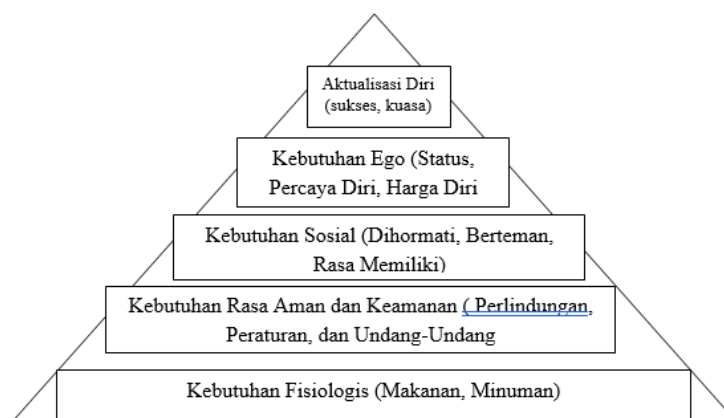 Aktualisasi Diri
(sukses, kuasa)
Kebutuhan Ego (Status,
Percaya Diri, Harga Diri
Kebutuhan Sosial (Dihormati, Berteman,
Rasa Memiliki)
Kebutuhan Rasa Aman dan Keamanan ( Perlindungan,
Peraturan, dan Undang-Undang
Kebutuhan Fisiologis (Makanan, Minuman)